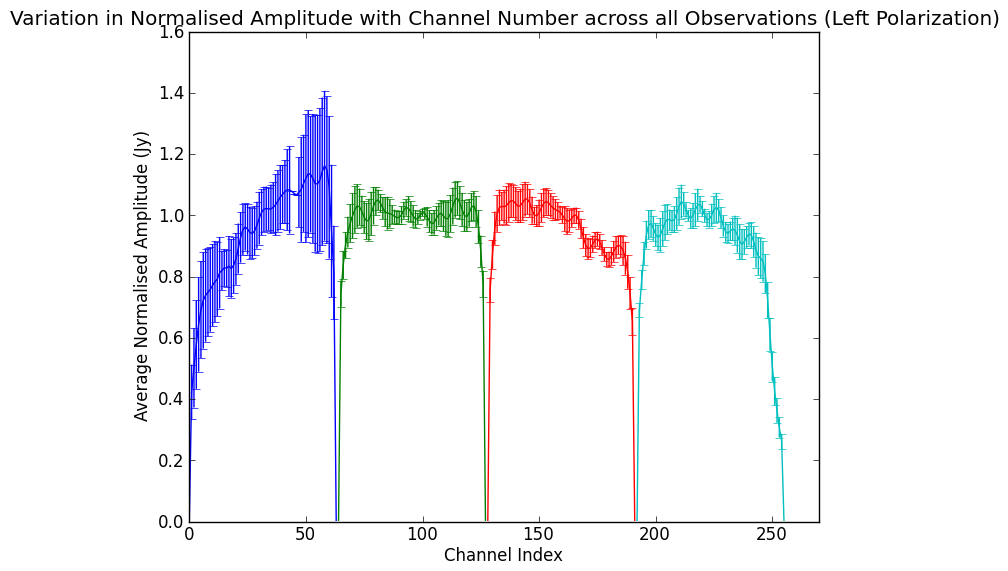 Variation in Normalised Amplitude with Channel Number across all Observations (Left Polarization)
1.6
1.4
1.2
1.0
0.8
0.6
0.4
0.2
0.0
Average Normalised Amplitude (Jy)
0 50 100 150 200 250
Channel Index